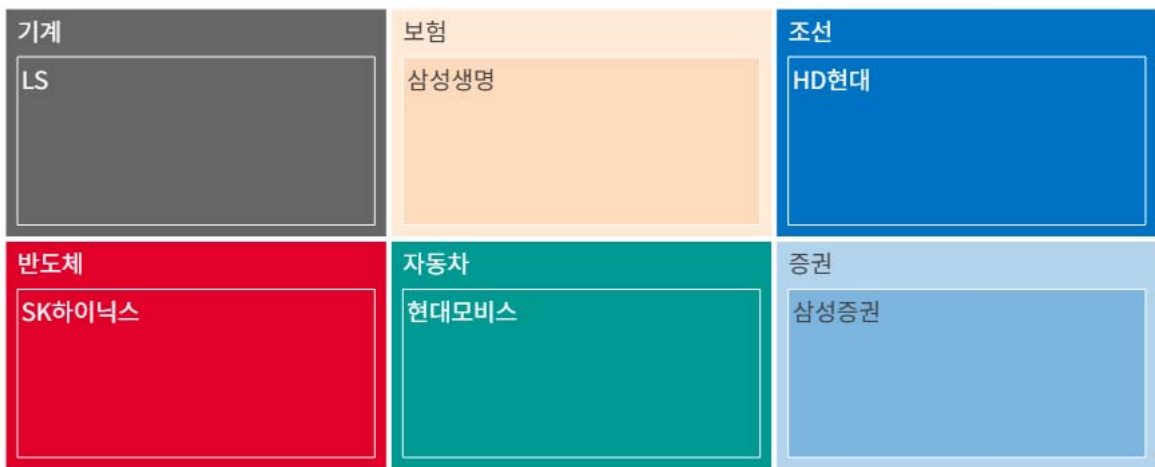 기계
LS
보험
삼성생명
조선
HD현대
반도체
SK하이닉스
자동차
현대모비스
증권
삼성증권